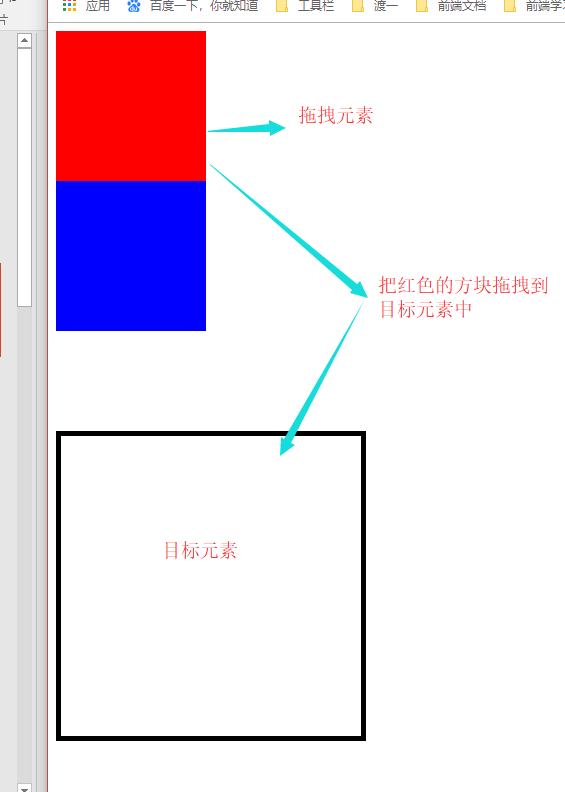 应用 百度一下，你就知道 工具栏 渡一 前端文档 前端学习
片
拖拽元素
把红色的方块拖拽到
目标元素中
目标元素